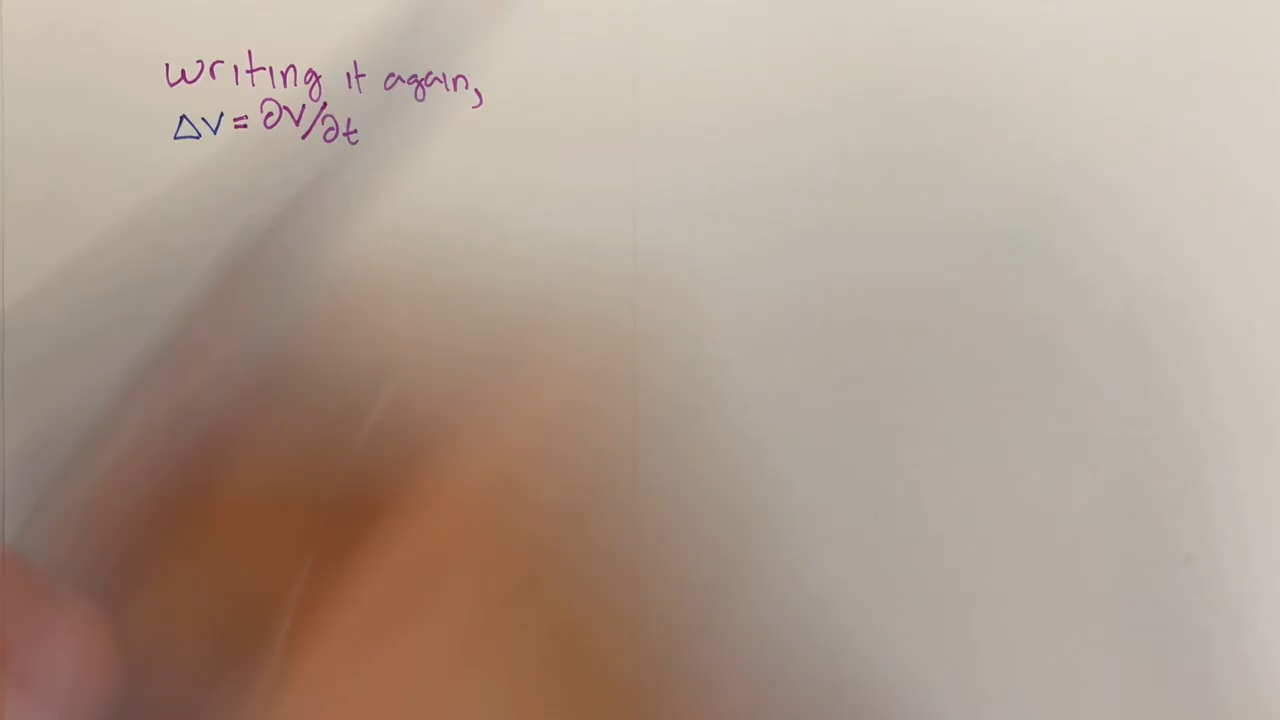 writing it again,
ΔV = ∂V/∂t